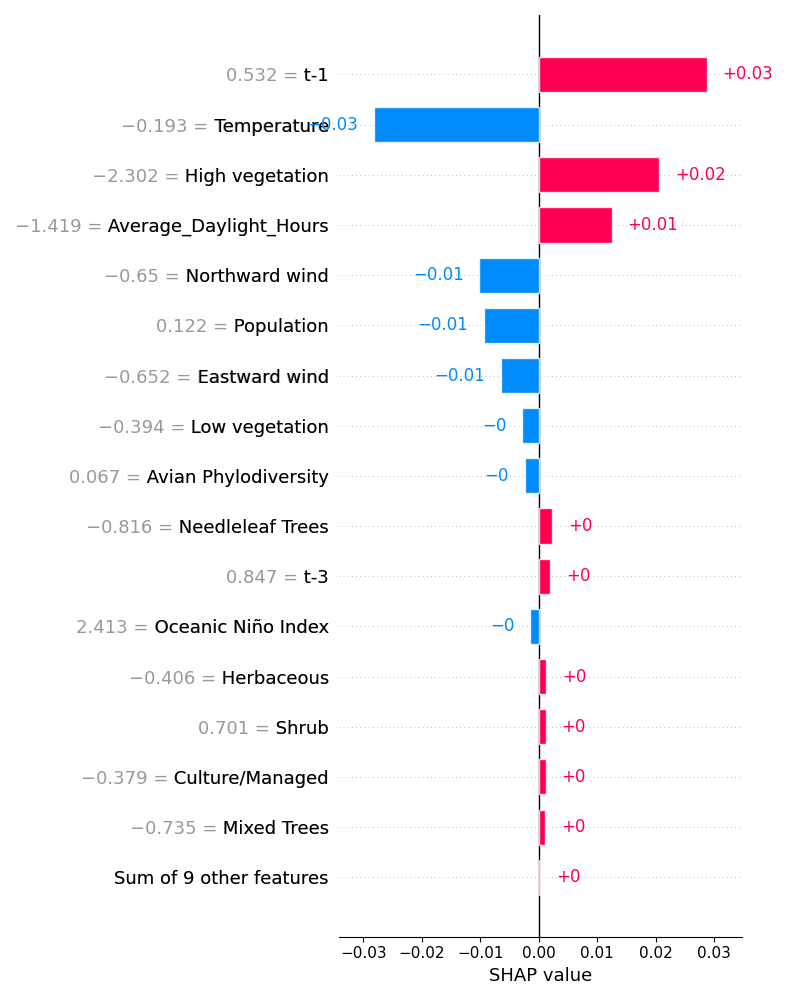 0.532 = t-1 +0.03
−0.193 = Temperature −0.03
−2.302 = High vegetation +0.02
−1.419 = Average_Daylight_Hours +0.01
−0.65 = Northward wind −0.01
0.122 = Population −0.01
−0.652 = Eastward wind −0.01
−0.394 = Low vegetation −0
0.067 = Avian Phylodiversity −0
−0.816 = Needleleaf Trees +0
0.847 = t-3 +0
2.413 = Oceanic Niño Index −0
−0.406 = Herbaceous +0
0.701 = Shrub +0
−0.379 = Culture/Managed +0
−0.735 = Mixed Trees +0
Sum of 9 other features +0
−0.03 −0.02 −0.01 0.00 0.01 0.02 0.03
SHAP value